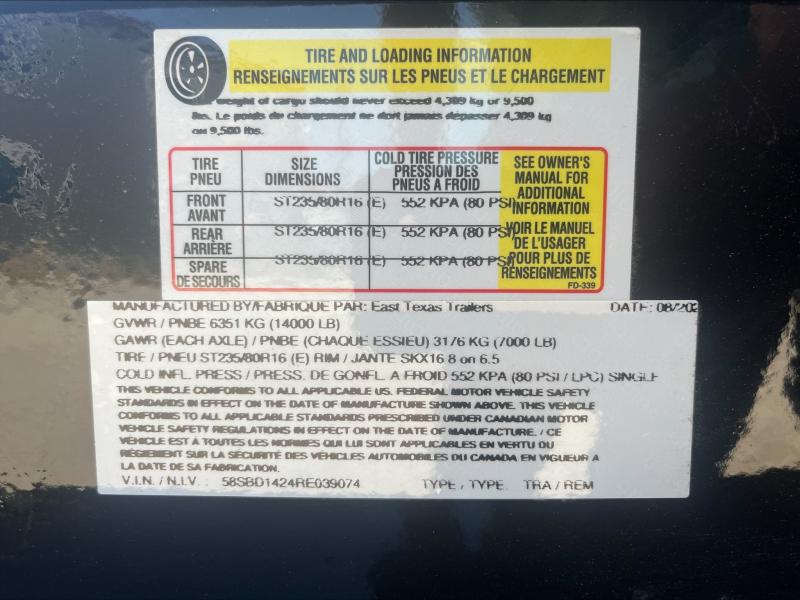 TIRE AND LOADING INFORMATION
RENSEIGNEMENTS SUR LES PNEUS ET LE CHARGEMENT
weight of cargo should never exceed 4,309 kg or 9,500
lbs. Le poids de chargement ne doit jamais dépasser 4,309 kg
ou 9,500 lbs.
TIRE PNEU SIZE DIMENSIONS COLD TIRE PRESSURE PRESSION DES PNEUS A FROID
FRONT AVANT ST235/80R16 (E) 552 KPA (80 PSI)
REAR ARRIÈRE ST235/80R16 (E) 552 KPA (80 PSI)
SPARE DE SECOURS ST235/80R16 (E) 552 KPA (80 PSI)
SEE OWNER'S
MANUAL FOR
ADDITIONAL
INFORMATION
VOIR LE MANUEL
DE L'USAGER
POUR PLUS DE
RENSEIGNEMENTS
FD-339
MANUFACTURED BY/FABRIQUE PAR: East Texas Trailers DATE: 08/202
GVWR / PNBE 6351 KG (14000 LB)
GAWR (EACH AXLE) / PNBE (CHAQUE ESSIEU) 3176 KG (7000 LB)
TIRE / PNEU ST235/80R16 (E) RIM / JANTE SKX16 8 on 6.5
COLD INFL. PRESS / PRESS. DE GONFL. A FROID 552 KPA (80 PSI / LPC) SINGLE
THIS VEHICLE CONFORMS TO ALL APPLICABLE US. FEDERAL MOTOR VEHICLE SAFETY
STANDARDS IN EFFECT ON THE DATE OF MANUFACTURE SHOWN ABOVE. THIS VEHICLE
CONFORMS TO ALL APPLICABLE STANDARDS PRESCRIBED UNDER CANADIAN MOTOR
VEHICLE SAFETY REGULATIONS IN EFFECT ON THE DATE OF MANUFACTURE. / CE
VÉHICLE EST À TOUTES LES NORMES QUI LUI SONT APPLICABLES EN VERTU DU
RÈGIEMENT SUR LA SÉCURITÉ DES VÉHICLES AUTOMOBILES DU CANADA EN VIGUEUR A
LA DATE DE SA FABRICATION.
V.I.N. / N.I.V. : 58SBD1424RE039074 TYPE / TYPE. TRA / REM